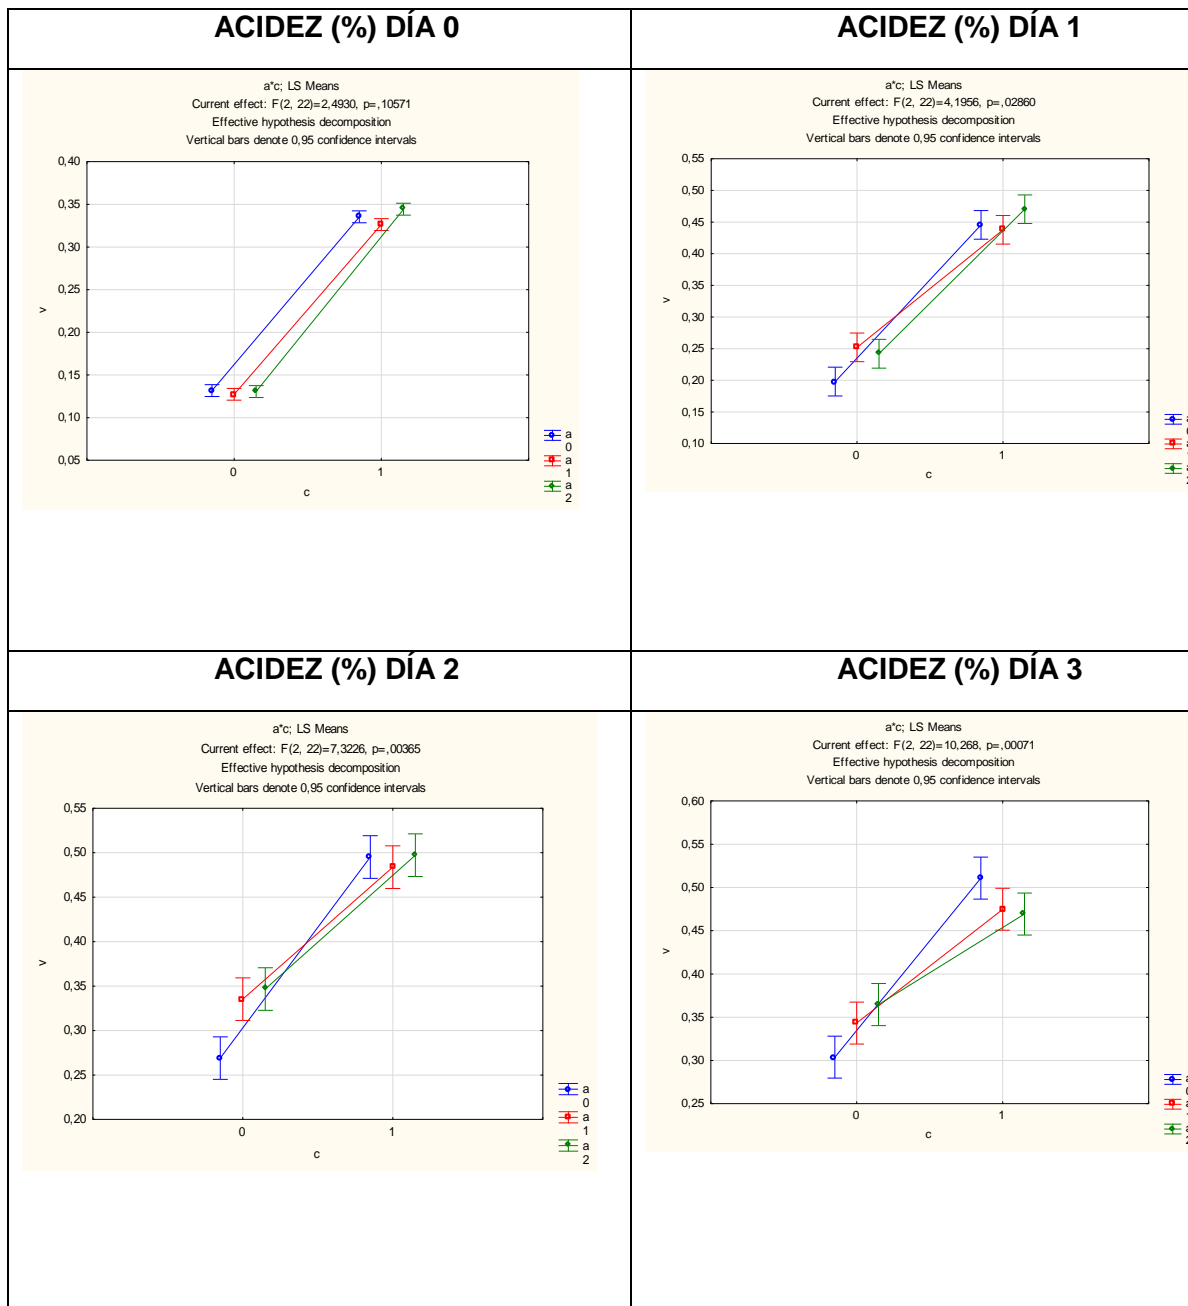 ACIDEZ (%) DÍA 0
a*c; LS Means
Current effect: F(2, 22)=2,4930, p=,10571
Effective hypothesis decomposition
Vertical bars denote 0,95 confidence intervals
0,40
0,35
0,30
0,25
0,20
0,15
0,10
0,05
v
0
1
c
a
0
a
1
a
2
ACIDEZ (%) DÍA 1
a*c; LS Means
Current effect: F(2, 22)=4,1956, p=,02860
Effective hypothesis decomposition
Vertical bars denote 0,95 confidence intervals
0,55
0,50
0,45
0,40
0,35
0,30
0,25
0,20
0,15
0,10
v
0
1
c
ACIDEZ (%) DÍA 2
a*c; LS Means
Current effect: F(2, 22)=7,3226, p=,00365
Effective hypothesis decomposition
Vertical bars denote 0,95 confidence intervals
0,55
0,50
0,45
0,40
0,35
0,30
0,25
0,20
v
0
1
c
a
0
a
1
a
2
ACIDEZ (%) DÍA 3
a*c; LS Means
Current effect: F(2, 22)=10,268, p=,00071
Effective hypothesis decomposition
Vertical bars denote 0,95 confidence intervals
0,60
0,55
0,50
0,45
0,40
0,35
0,30
0,25
v
0
1
c